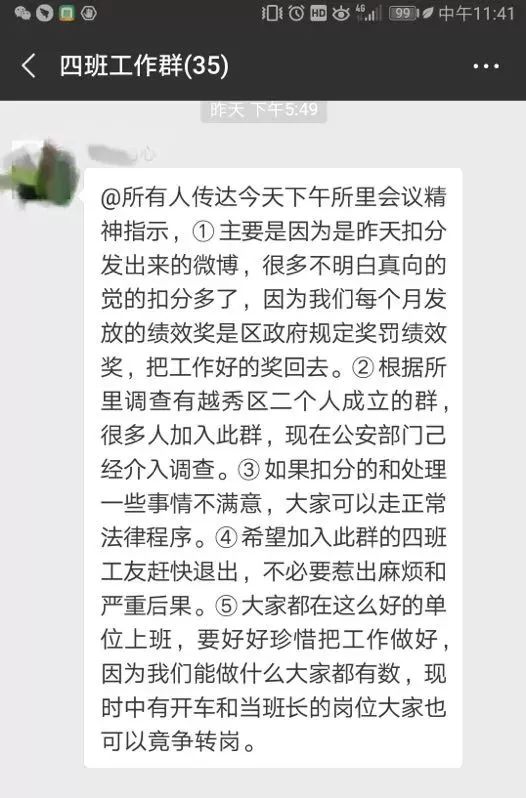 HD
4G
99
中午11:41
四班工作群(35)
昨天 下午5:49
心
@所有人传达今天下午所里会议精
神指示，①主要是因为是昨天扣分
发出来的微博，很多不明白真向的
觉的扣分多了，因为我们每个月发
放的绩效奖是区政府规定奖罚绩效
奖，把工作好的奖回去。②根据所
里调查有越秀区二个人成立的群，
很多人加入此群，现在公安部门己
经介入调查。③如果扣分的和处理
一些事情不满意，大家可以走正常
法律程序。④希望加入此群的四班
工友赶快退出，不必要惹出麻烦和
严重后果。⑤大家都在这么好的单
位上班，要好好珍惜把工作做好，
因为我们能做什么大家都有数，现
时中有开车和当班长的岗位大家也
可以竟争转岗。